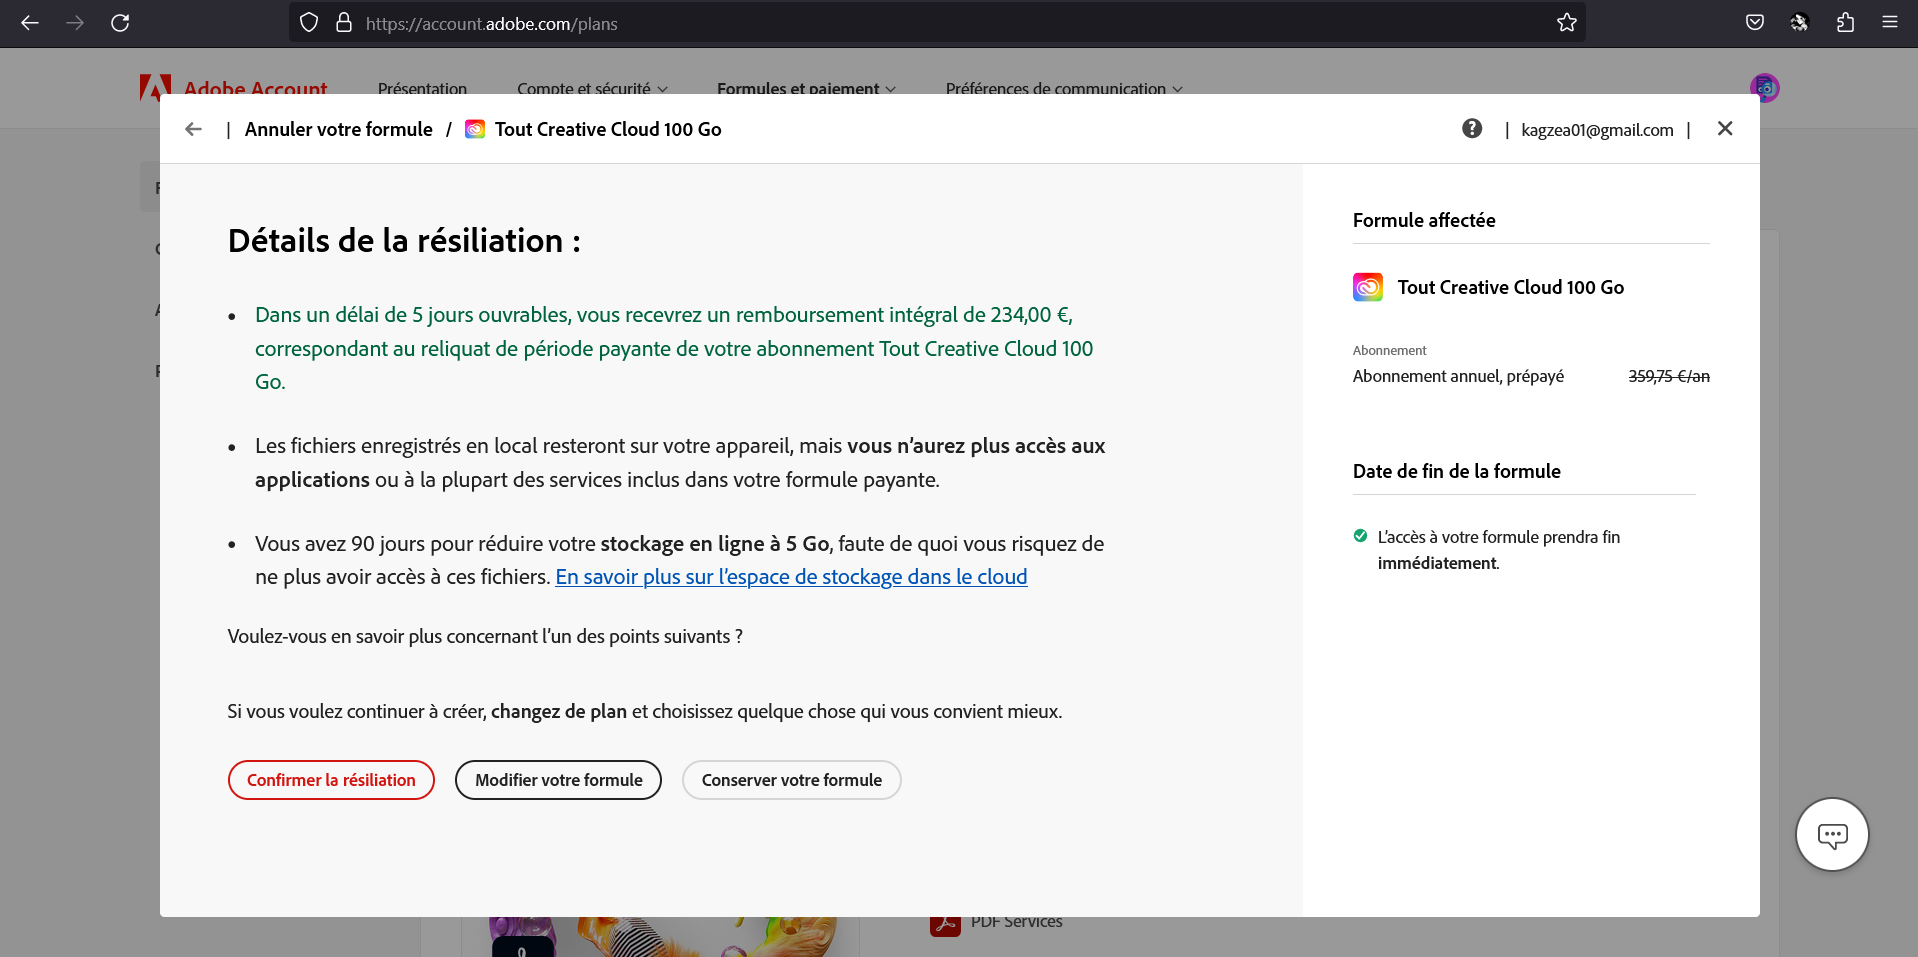 https://account.adobe.com/plans
Adobe Account
Présentation
Compte et sécurité
Formules et paiement
Préférences de communication
| Annuler votre formule / Tout Creative Cloud 100 Go
? | kagzea01@gmail.com |
Détails de la résiliation :
• Dans un délai de 5 jours ouvrables, vous recevrez un remboursement intégral de 234,00 €,
correspondant au reliquat de période payante de votre abonnement Tout Creative Cloud 100
Go.
• Les fichiers enregistrés en local resteront sur votre appareil, mais vous n’aurez plus accès aux
applications ou à la plupart des services inclus dans votre formule payante.
• Vous avez 90 jours pour réduire votre stockage en ligne à 5 Go, faute de quoi vous risquez de
ne plus avoir accès à ces fichiers. En savoir plus sur l’espace de stockage dans le cloud
Voulez-vous en savoir plus concernant l’un des points suivants ?
Si vous voulez continuer à créer, changez de plan et choisissez quelque chose qui vous convient mieux.
Confirmer la résiliation
Modifier votre formule
Conserver votre formule
Formule affectée
Tout Creative Cloud 100 Go
Abonnement
Abonnement annuel, prépayé 359,75 €/an
Date de fin de la formule
L’accès à votre formule prendra fin
immédiatement.
PDF Services